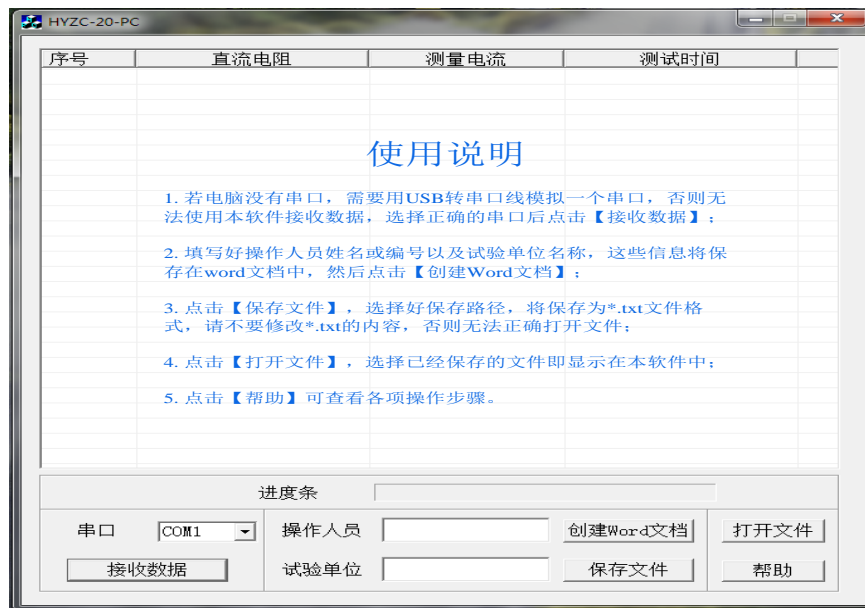 HYZC-20-PC
序号 直流电阻 测量电流 测试时间
使用说明
1. 若电脑没有串口，需要用USB转串口线模拟一个串口，否则无
法使用本软件接收数据，选择正确的串口后点击【接收数据】；
2. 填写好操作人员姓名或编号以及试验单位名称，这些信息将保
存在word文档中，然后点击【创建Word文档】；
3. 点击【保存文件】，选择好保存路径，将保存为*.txt文件格
式，请不要修改*.txt的内容，否则无法正确打开文件；
4. 点击【打开文件】，选择已经保存的文件即显示在本软件中；
5. 点击【帮助】可查看各项操作步骤。
进度条
串口 COM1 操作人员 创建Word文档 打开文件
接收数据 试验单位 保存文件 帮助